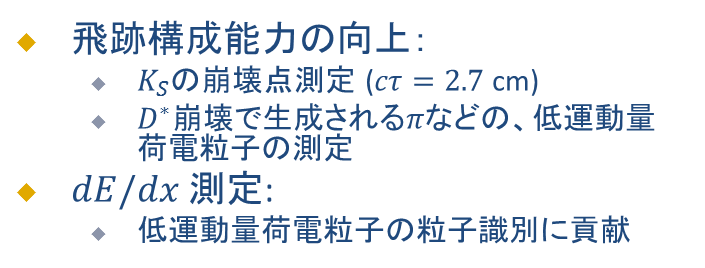 飛跡構成能力の向上：
K_Sの崩壊点測定 (cτ = 2.7 cm)
D*崩壊で生成されるπなどの、低運動量
荷電粒子の測定
dE/dx 測定:
低運動量荷電粒子の粒子識別に貢献